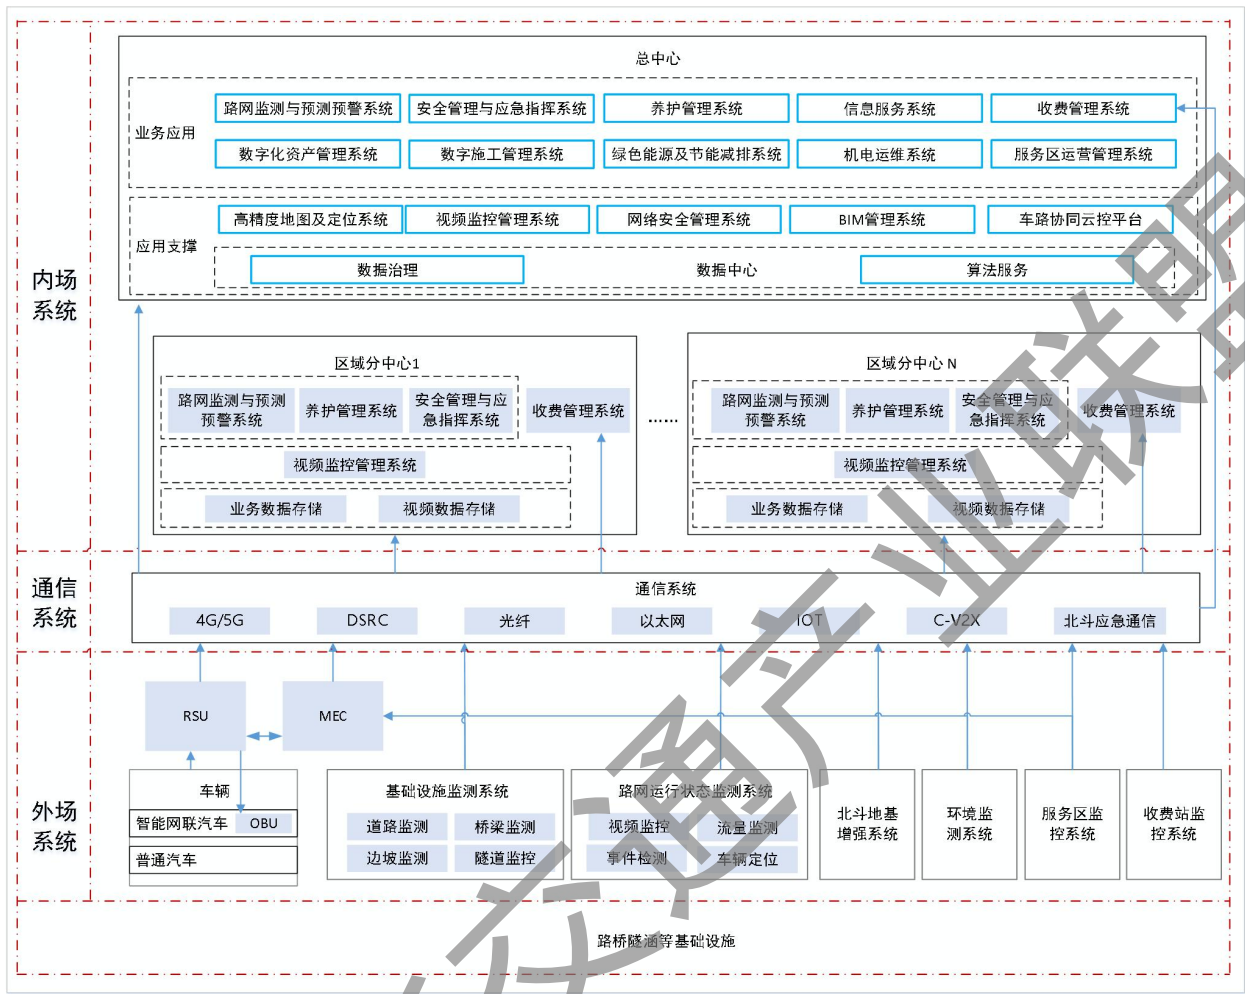 总中心
业务应用
路网监测与预测预警系统
安全管理与应急指挥系统
养护管理系统
信息服务系统
收费管理系统
数字化资产管理系统
数字施工管理系统
绿色能源及节能减排系统
机电运维系统
服务区运营管理系统
应用支撑
高精度地图及定位系统
视频监控管理系统
网络安全管理系统
BIM管理系统
车路协同云控平台
数据治理
数据中心
算法服务
内场
系统
区域分中心1
路网监测与预测
预警系统
养护管理系统
安全管理与应
急指挥系统
收费管理系统
视频监控管理系统
业务数据存储
视频数据存储
......
区域分中心 N
路网监测与预测
预警系统
养护管理系统
安全管理与应
急指挥系统
收费管理系统
视频监控管理系统
业务数据存储
视频数据存储
通信
系统
通信系统
4G/5G
DSRC
光纤
以太网
IOT
C-V2X
北斗应急通信
外场
系统
RSU
MEC
车辆
智能网联汽车
OBU
普通汽车
基础设施监测系统
道路监测
桥梁监测
边坡监测
隧道监控
路网运行状态监测系统
视频监控
流量监测
事件检测
车辆定位
北斗地基
增强系统
环境监
测系统
服务区监
控系统
收费站监
控系统
路桥隧涵等基础设施
交通产业联盟